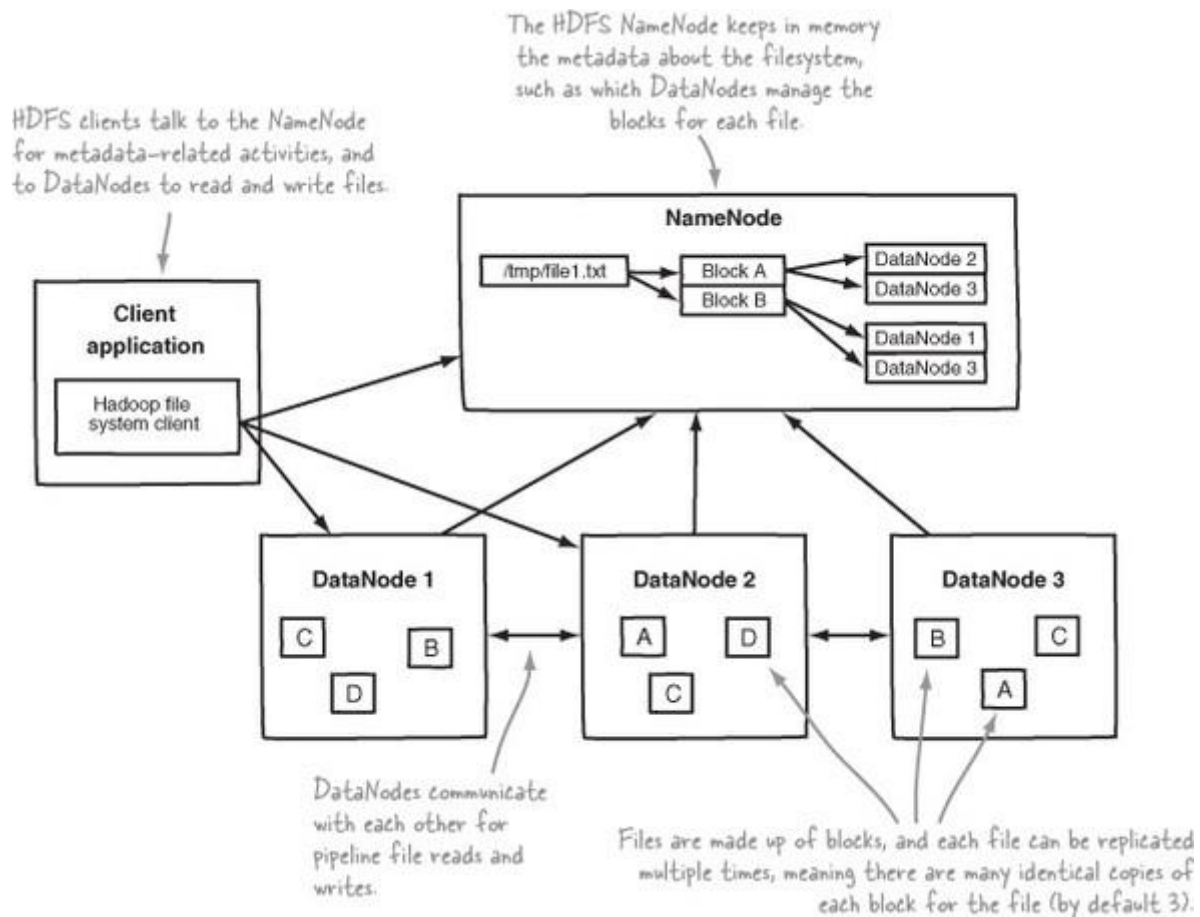 The HDFS NameNode keeps in memory
the metadata about the filesystem,
such as which DataNodes manage the
blocks for each file.
HDFS clients talk to the NameNode
for metadata-related activities, and
to DataNodes to read and write files.
NameNode
/tmp/file1.txt
Block A
Block B
DataNode 2
DataNode 3
DataNode 1
DataNode 3
Client
application
Hadoop file
system client
DataNode 1
C
B
D
DataNode 2
A
D
C
DataNode 3
B
C
A
DataNodes communicate
with each other for
pipeline file reads and
writes.
Files are made up of blocks, and each file can be replicated
multiple times, meaning there are many identical copies of
each block for the file (by default 3).